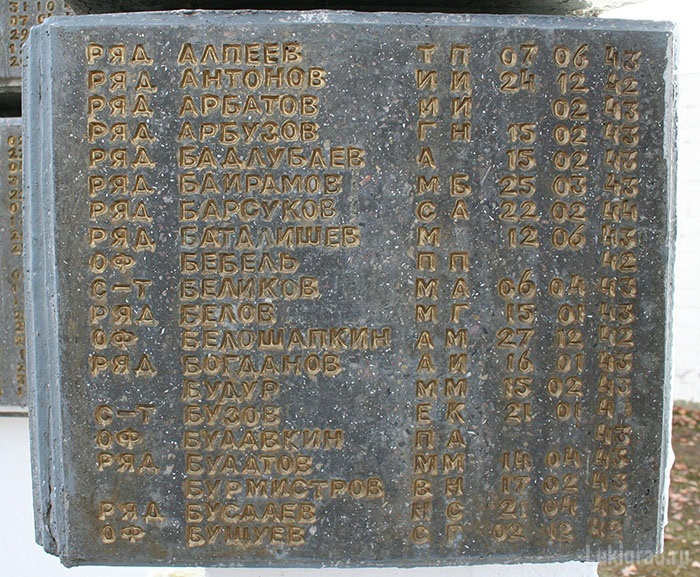 РЯД АЛПЕЕВ Т П 07 06 43
РЯД АНТОНОВ И И 24 12 42
РЯД АРБАТОВ И И 02 43
РЯД АРБУЗОВ Г Н 15 02 43
РЯД БАДЛУБАЕВ А 15 02 43
РЯД БАЙРАМОВ М Б 25 03 43
РЯД БАРСУКОВ С А 22 02 44
РЯД БАТАЛИШЕВ М 12 06 43
ОФ БЕБЕЛЬ П П 42
С-Т БЕЛИКОВ М А 06 04 43
РЯД БЕЛОВ М Г 15 01 43
ОФ БЕЛОШАПКИН А М 27 12 42
РЯД БОГДАНОВ А И 16 01 43
БУДУР М М 15 02 43
С-Т БУЗОВ Е К 21 01
ОФ БУЛАВКИН П А 43
РЯД БУЛАТОВ М М 14 04 43
БУРМИСТРОВ В Н 17 02 43
РЯД БУСАЛЕВ П С 21 04 43
ОФ БУШУЕВ С Г 02 12 42
Lukigrad.ru